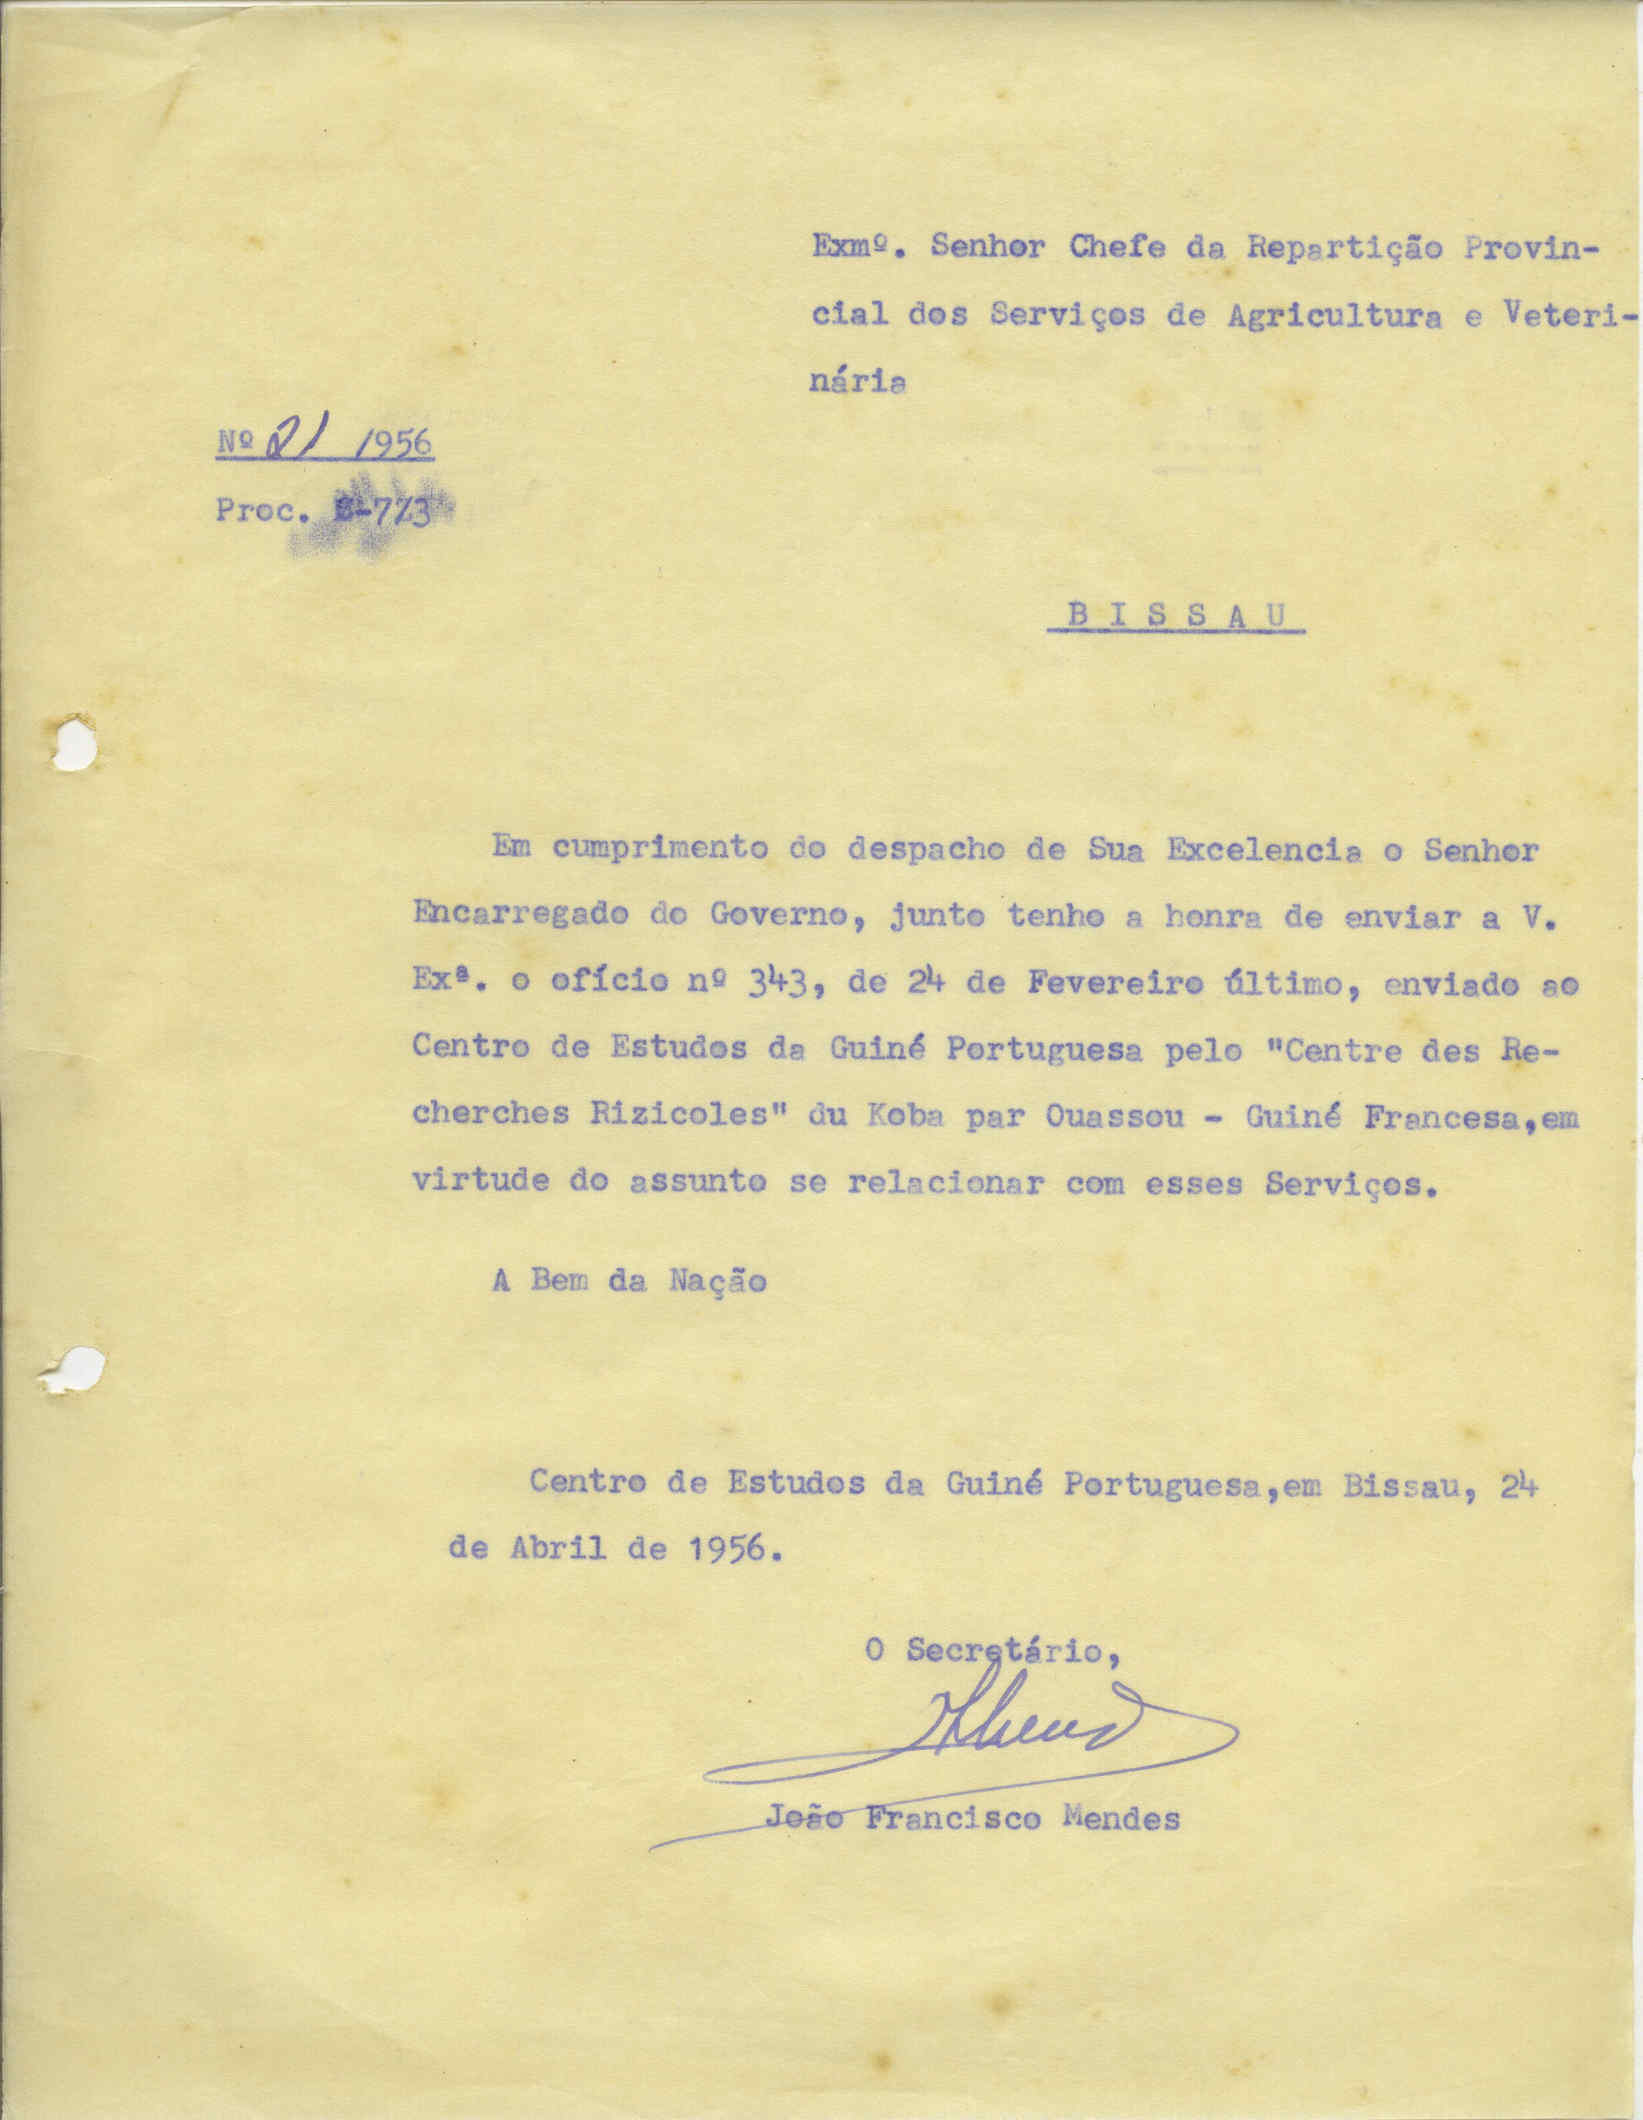 Exmº. Senhor Chefe da Repartição Provin-
cial dos Serviços de Agricultura e Veteri-
nária
Nº 21 /1956
Proc.
B I S S A U
Em cumprimento do despacho de Sua Excelencia o Senhor
Encarregado do Governo, junto tenho a honra de enviar a V.
Exª. o ofício nº 343, de 24 de Fevereiro último, enviado ao
Centro de Estudos da Guiné Portuguesa pelo "Centre des Re-
cherches Rizicoles" du Koba par Ouassou - Guiné Francesa,em
virtude do assunto se relacionar com esses Serviços.
A Bem da Nação
Centro de Estudos da Guiné Portuguesa,em Bissau, 24
de Abril de 1956.
O Secretário,
João Francisco Mendes